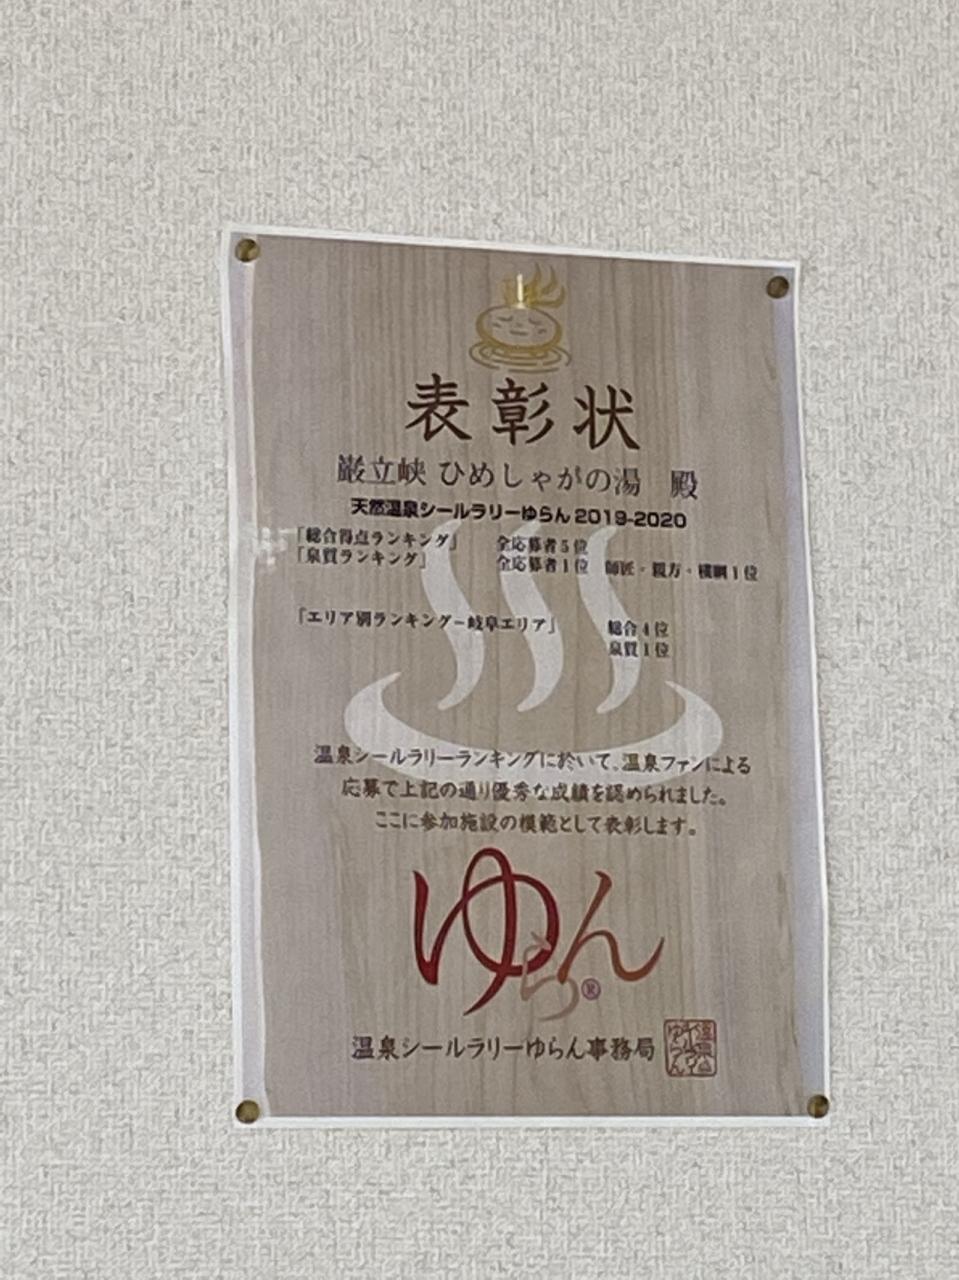 表彰状
巌立峡 ひめしゃがの湯 殿
天然温泉シールラリーゆらん 2019-2020
「総合得点ランキング」 全応募者5位
「泉質ランキング」 全応募者1位 師匠・親方・横綱1位
「エリア別ランキング-岐阜エリア」 総合4位
泉質1位
温泉シールラリーランキングに於いて、温泉ファンによる
応募で上記の通り優秀な成績を認められました。
ここに参加施設の模範として表彰します。
ゆらん®
温泉シールラリーゆらん事務局